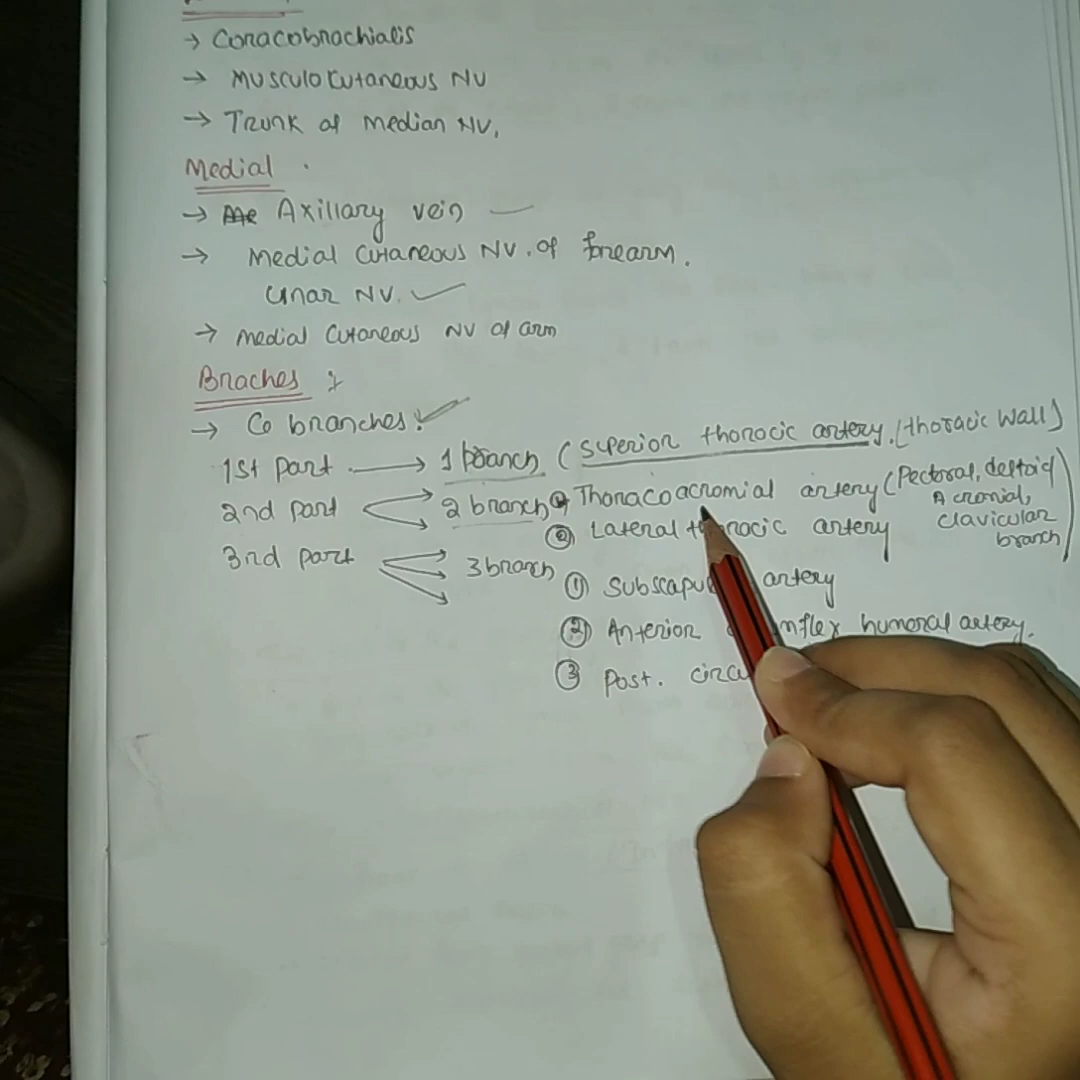 → Coracobrachialis
→ Musculocutaneous NV
→ Trunk of median NV.
Medial
→ Axillary vein
→ Medial Cutaneous NV. of forearm.
Ulnar NV.
→ medial Cutaneous NV of arm
Braches :
→ 6 branches:
1st part → 1 branch (Superior thoracic artery. [thoracic Wall]
2nd part 2 branch ① Thoracoacromial artery (Pectoral, deltoid
Acromial,
Clavicular
branch)
② Lateral artery
3rd part 3 branch ① artery
② Anterior humeral artery.
③ Post.